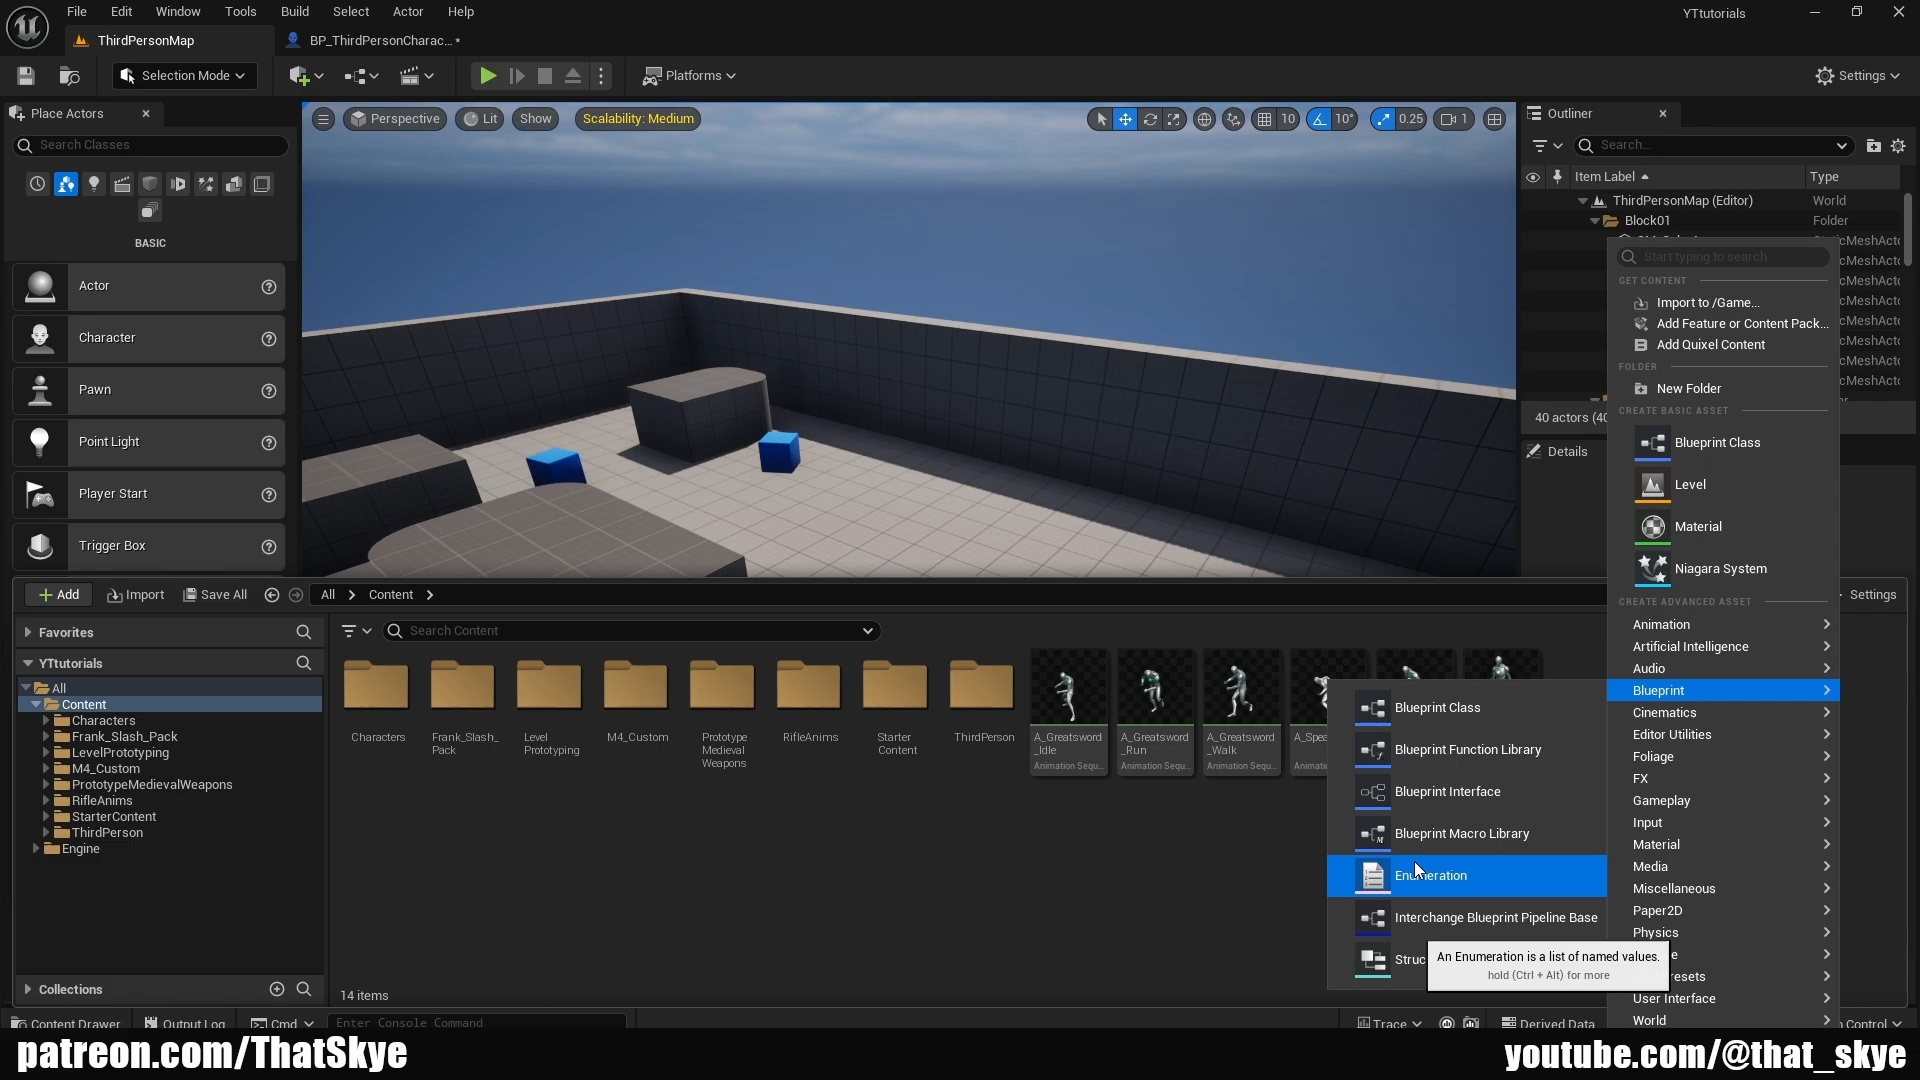 File Edit Window Tools Build Select Actor Help
YTtutorials
ThirdPersonMap
BP_ThirdPersonCharac... •
Selection Mode
Platforms
Settings
Place Actors
Search Classes
BASIC
Actor
Character
Pawn
Point Light
Player Start
Trigger Box
Perspective
Lit
Show
Scalability: Medium
10
10°
0.25
1
Outliner
Search...
Item Label
Type
ThirdPersonMap (Editor)
World
Block01
Folder
40 actors (40
Details
Start typing to search
GET CONTENT
Import to /Game...
Add Feature or Content Pack...
Add Quixel Content
FOLDER
New Folder
CREATE BASIC ASSET
Blueprint Class
Level
Material
Niagara System
CREATE ADVANCED ASSET
Animation
Artificial Intelligence
Audio
Blueprint
Cinematics
Editor Utilities
Foliage
FX
Gameplay
Input
Material
Media
Miscellaneous
Paper2D
Physics
User Interface
World
Blueprint Class
Blueprint Function Library
Blueprint Interface
Blueprint Macro Library
Enumeration
Interchange Blueprint Pipeline Base
An Enumeration is a list of named values.
hold (Ctrl + Alt) for more
Add
Import
Save All
All
Content
Settings
Favorites
YTtutorials
All
Content
Characters
Frank_Slash_Pack
LevelPrototyping
M4_Custom
PrototypeMedievalWeapons
RifleAnims
StarterContent
ThirdPerson
Engine
Collections
Search Content
Characters
Frank_Slash_
Pack
Level
Prototyping
M4_Custom
Prototype
Medieval
Weapons
RifleAnims
Starter
Content
ThirdPerson
A_Greatsword
_Idle
Animation Sequ...
A_Greatsword
_Run
Animation Sequ...
A_Greatsword
_Walk
Animation Sequ...
14 items
Content Drawer
Output Log
Cmd
Enter Console Command
Trace
Derived Data
patreon.com/ThatSkye
youtube.com/@that_skye